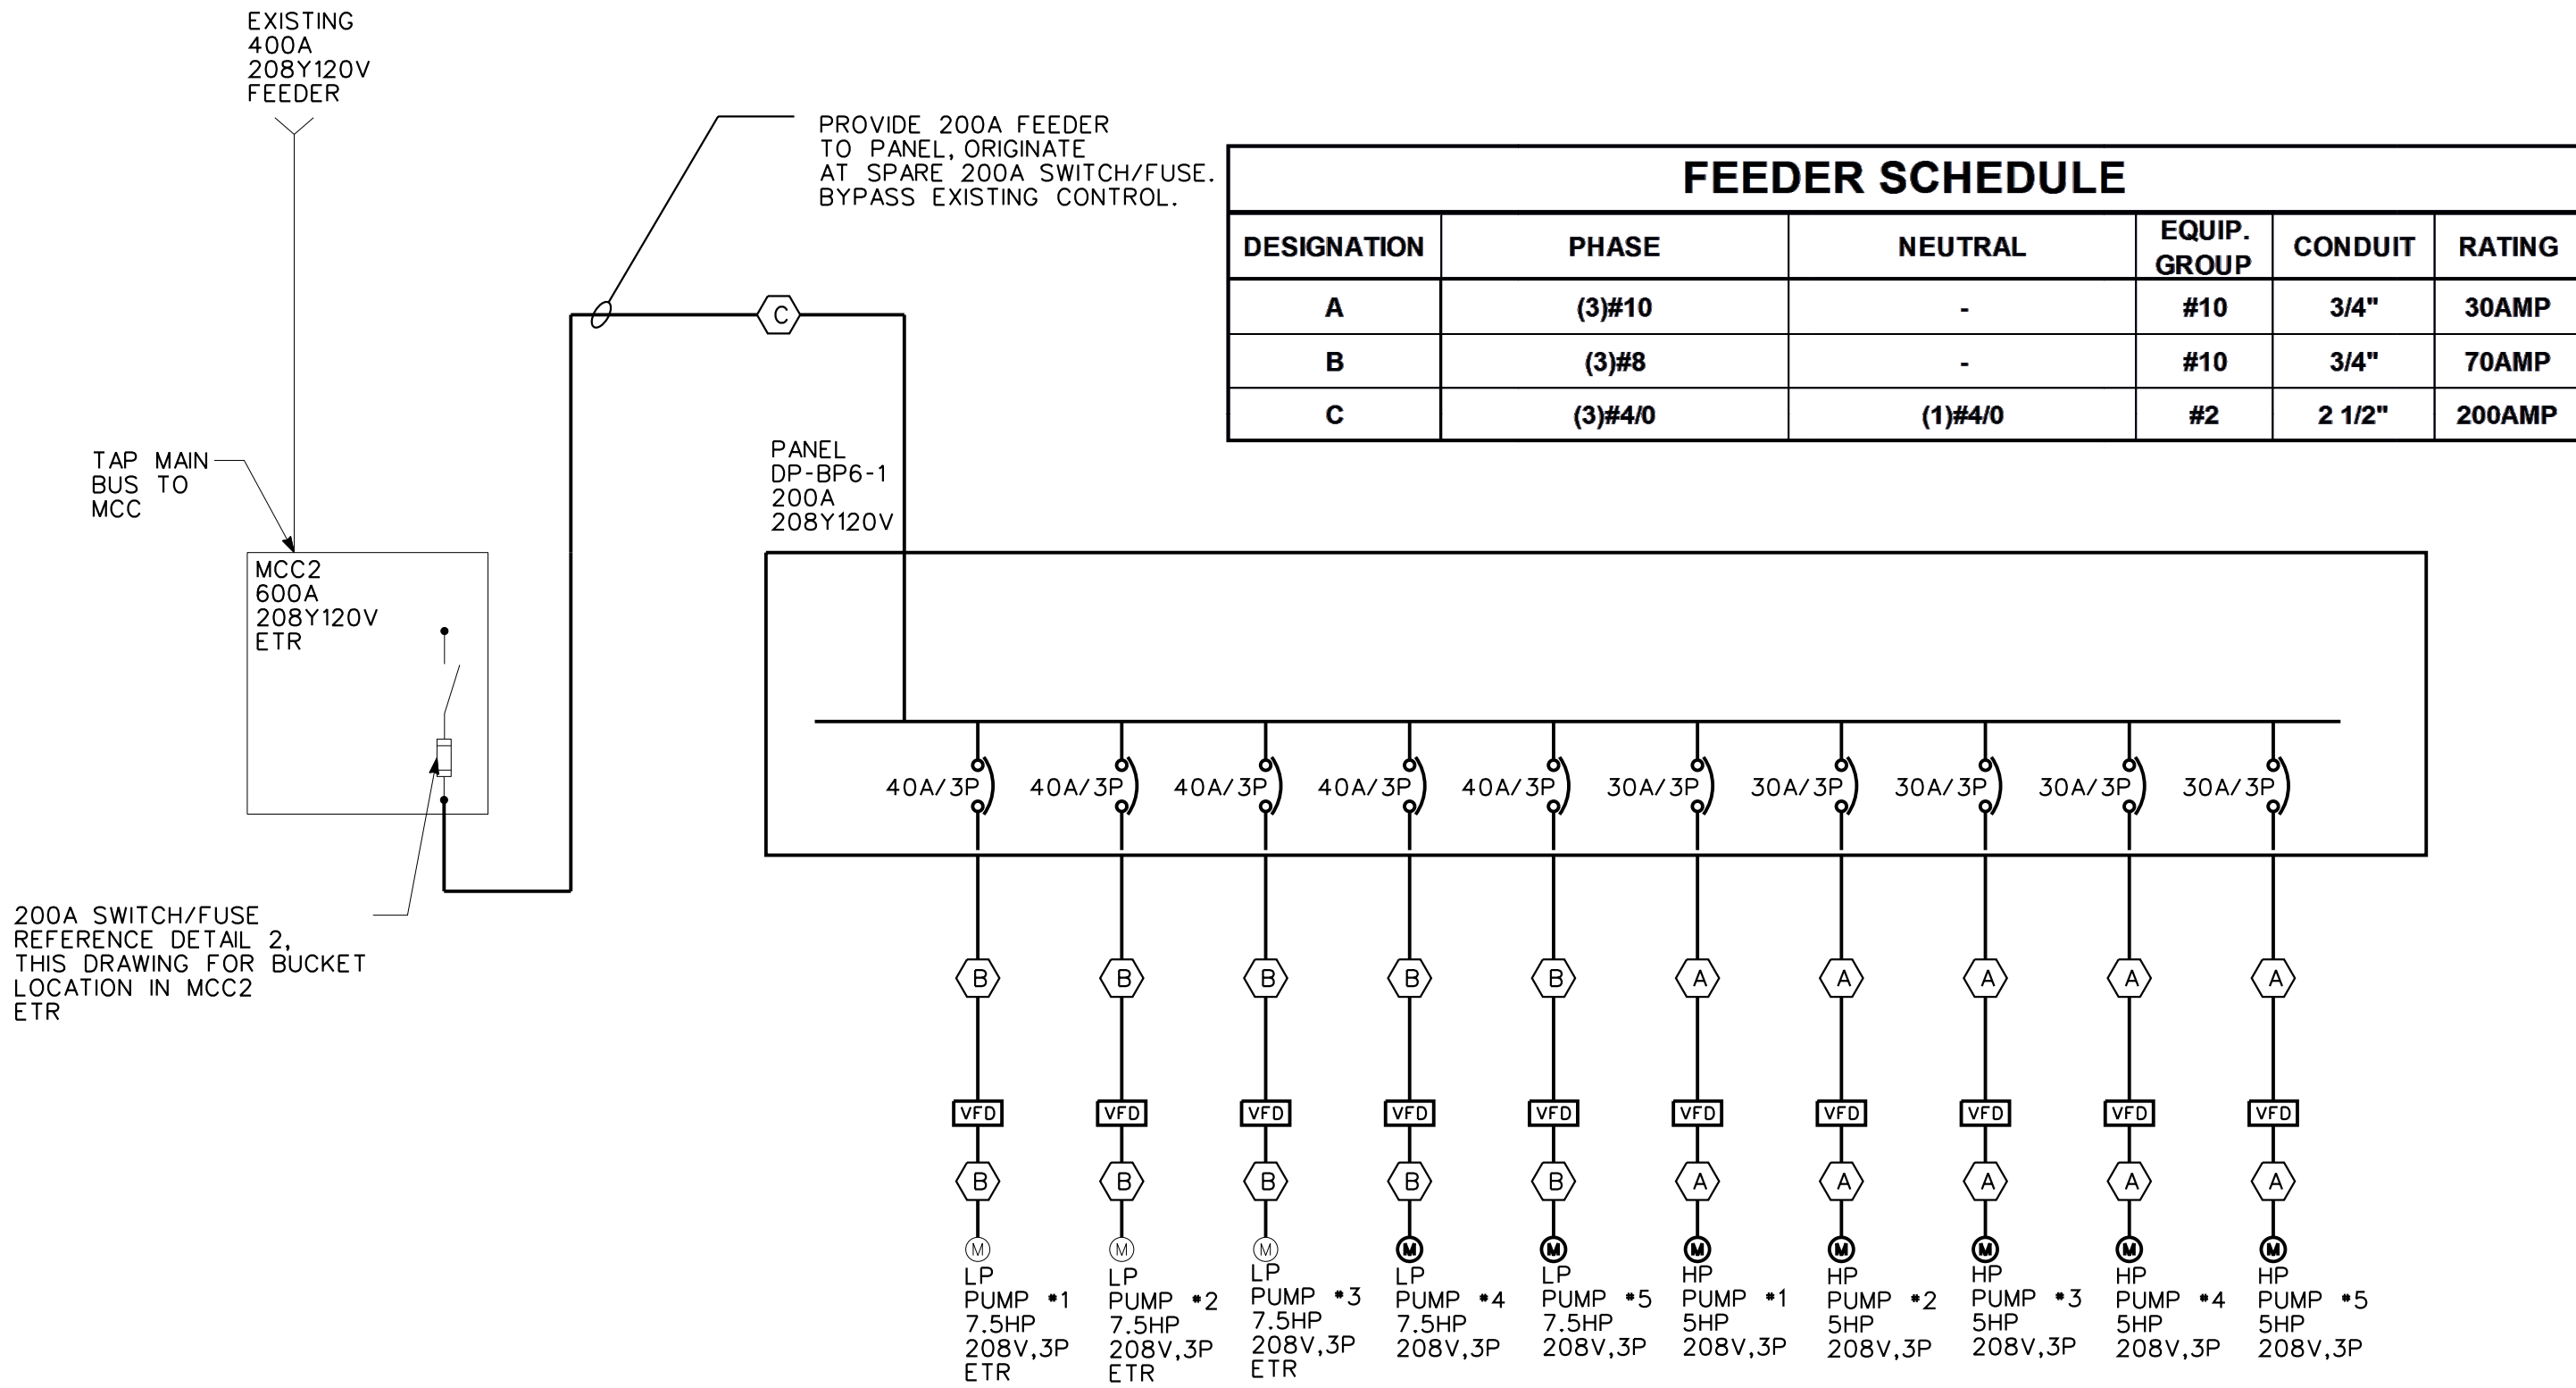 EXISTING
400A
208Y120V
FEEDER
PROVIDE 200A FEEDER
TO PANEL, ORIGINATE
AT SPARE 200A SWITCH/FUSE.
BYPASS EXISTING CONTROL.
FEEDER SCHEDULE
DESIGNATION PHASE NEUTRAL EQUIP. GROUP CONDUIT RATING
A (3)#10 - #10 3/4" 30AMP
B (3)#8 - #10 3/4" 70AMP
C (3)#4/0 (1)#4/0 #2 2 1/2" 200AMP
C
TAP MAIN
BUS TO
MCC
PANEL
DP-BP6-1
200A
208Y120V
MCC2
600A
208Y120V
ETR
40A/3P 40A/3P 40A/3P 40A/3P 40A/3P 30A/3P 30A/3P 30A/3P 30A/3P 30A/3P
200A SWITCH/FUSE
REFERENCE DETAIL 2,
THIS DRAWING FOR BUCKET
LOCATION IN MCC2
ETR
B B B B B A A A A A
VFD VFD VFD VFD VFD VFD VFD VFD VFD VFD
B B B B B A A A A A
M M M M M M M M M M
LP
PUMP #1
7.5HP
208V,3P
ETR
LP
PUMP #2
7.5HP
208V,3P
ETR
LP
PUMP #3
7.5HP
208V,3P
ETR
LP
PUMP #4
7.5HP
208V,3P
LP
PUMP #5
7.5HP
208V,3P
HP
PUMP #1
5HP
208V,3P
HP
PUMP #2
5HP
208V,3P
HP
PUMP #3
5HP
208V,3P
HP
PUMP #4
5HP
208V,3P
HP
PUMP #5
5HP
208V,3P